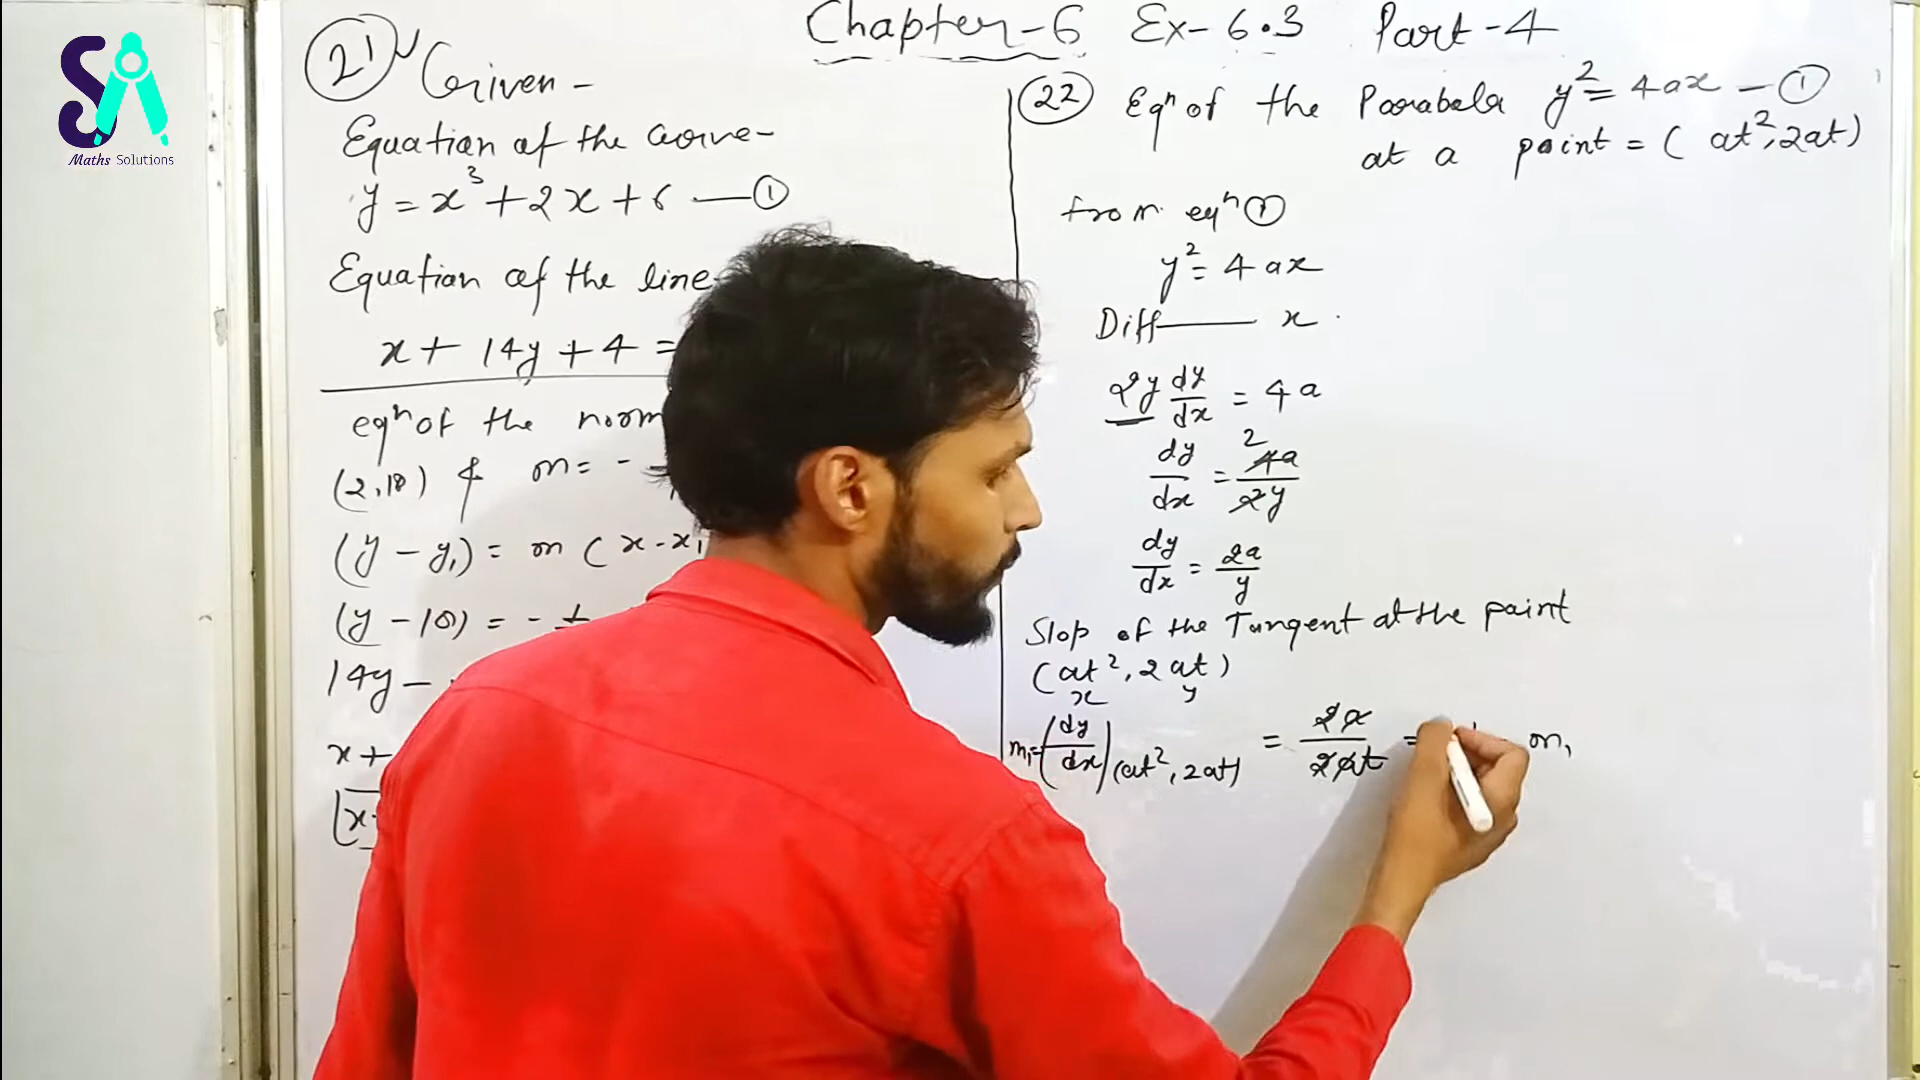 SA
Maths Solutions
Chapter-6 Ex-6.3 Part-4
21 Given -
Equation of the curve-
y = x³ + 2x + 6 — ①
Equation of the line-
x + 14y + 4 =
eqⁿ of the norm
(2,18) & m = -
(y - y₁) = m (x - x₁
(y - 18) = - 1
14y -
x +
x
22 Eqⁿ of the Parabola y² = 4ax - ①
at a point = ( at², 2at)
from eqⁿ ①
y² = 4ax
Diff— x
2y dy/dx = 4a
dy/dx = 2 4a/2y
dy/dx = 2a/y
Slop of the Tangent at the point
(at², 2at)
x y
m₁ = (dy/dx)(at², 2at) = 2a/2at = m₁